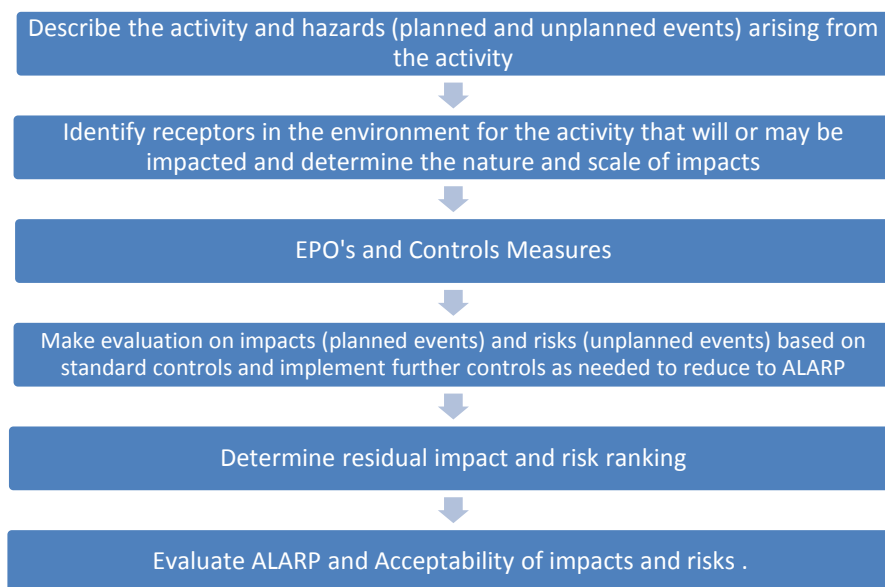 Describe the activity and hazards (planned and unplanned events) arising from
the activity
Identify receptors in the environment for the activity that will or may be
impacted and determine the nature and scale of impacts
EPO's and Controls Measures
Make evaluation on impacts (planned events) and risks (unplanned events) based on
standard controls and implement further controls as needed to reduce to ALARP
Determine residual impact and risk ranking
Evaluate ALARP and Acceptability of impacts and risks .